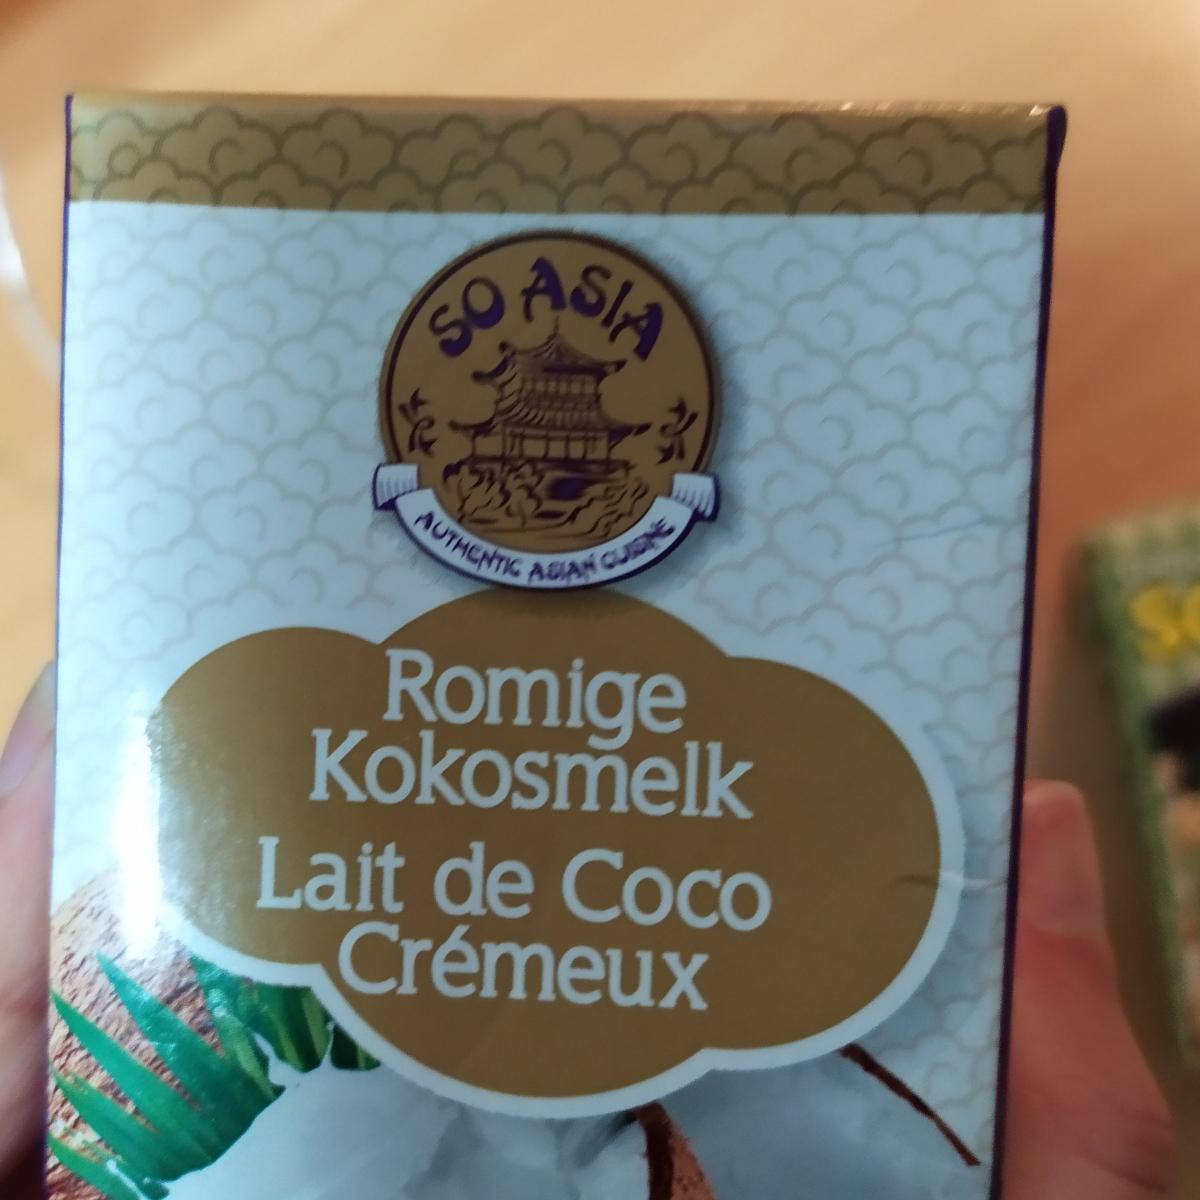 SO ASIA
AUTHENTIC ASIAN CUISINE
Romige
Kokosmelk
Lait de Coco
Crémeux